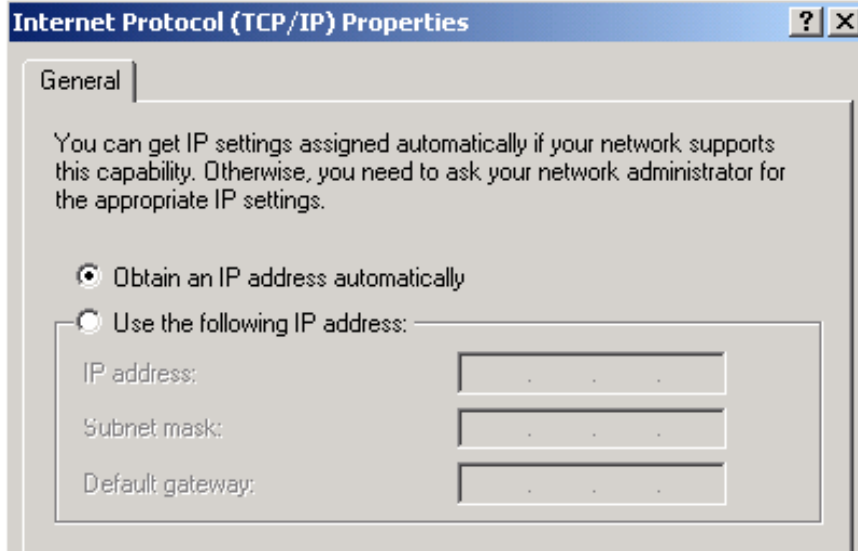 Internet Protocol (TCP/IP) Properties
General
You can get IP settings assigned automatically if your network supports
this capability. Otherwise, you need to ask your network administrator for
the appropriate IP settings.
Obtain an IP address automatically
Use the following IP address:
IP address:
Subnet mask:
Default gateway: